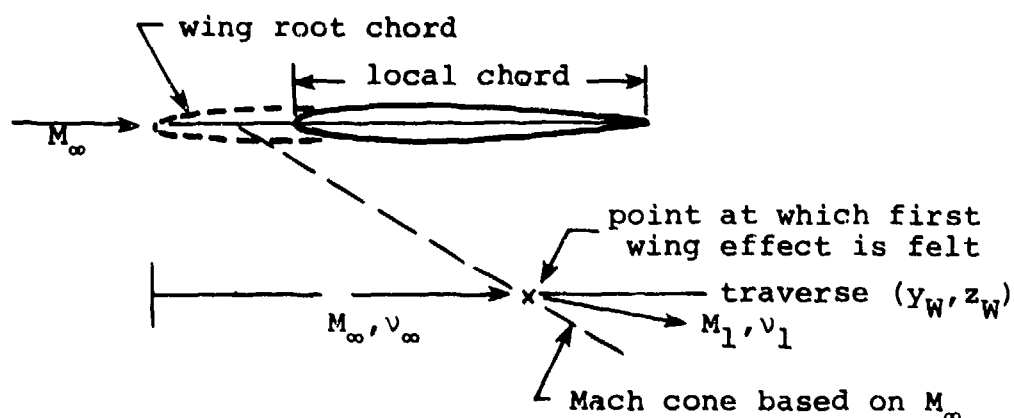 wing root chord
local chord
M∞
point at which first
wing effect is felt
traverse (yW,zW)
M∞,ν∞
M1,ν1
Mach cone based on M∞